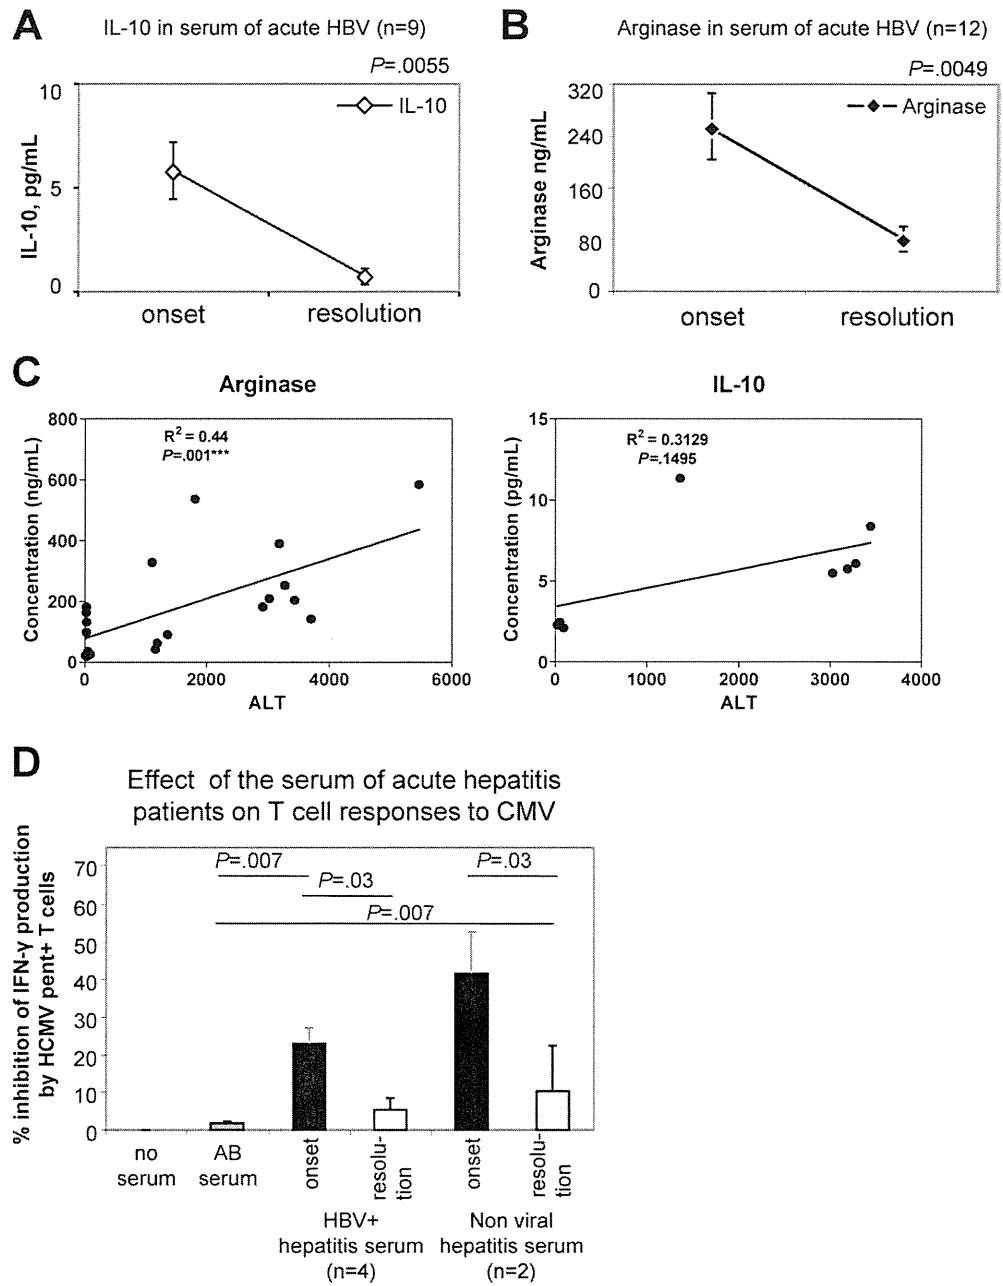 A
IL-10 in serum of acute HBV (n=9)
P=.0055
10
5
0
IL-10, pg/mL
IL-10
onset
resolution
B
Arginase in serum of acute HBV (n=12)
P=.0049
320
240
160
80
0
Arginase ng/mL
Arginase
onset
resolution
C
Arginase
R² = 0.44
P=.001***
800
600
400
200
0
Concentration (ng/mL)
0 2000 4000 6000
ALT
IL-10
R² = 0.3129
P=.1495
15
10
5
0
Concentration (pg/mL)
0 1000 2000 3000 4000
ALT
D
Effect of the serum of acute hepatitis
patients on T cell responses to CMV
% inhibition of IFN-γ production
by HCMV pent+ T cells
70
60
50
40
30
20
10
0
P=.007
P=.03
P=.03
P=.007
no
serum
AB
serum
onset
resolu-
tion
onset
resolu-
tion
HBV+
hepatitis serum
(n=4)
Non viral
hepatitis serum
(n=2)